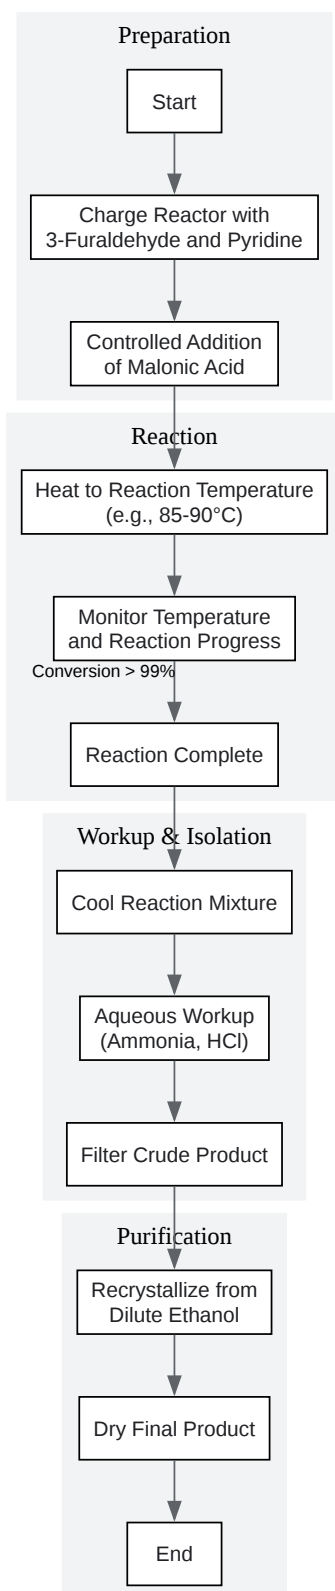 Preparation
Start
Charge Reactor with
3-Furaldehyde and Pyridine
Controlled Addition
of Malonic Acid
Reaction
Heat to Reaction Temperature
(e.g., 85-90°C)
Monitor Temperature
and Reaction Progress
Conversion > 99%
Reaction Complete
Workup & Isolation
Cool Reaction Mixture
Aqueous Workup
(Ammonia, HCl)
Filter Crude Product
Purification
Recrystallize from
Dilute Ethanol
Dry Final Product
End